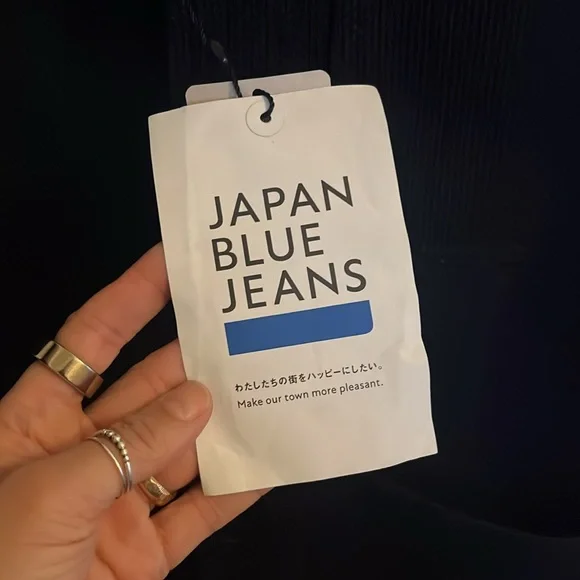 JAPAN
BLUE
JEANS
わたしたちの街をハッピーにしたい。
Make our town more pleasant.